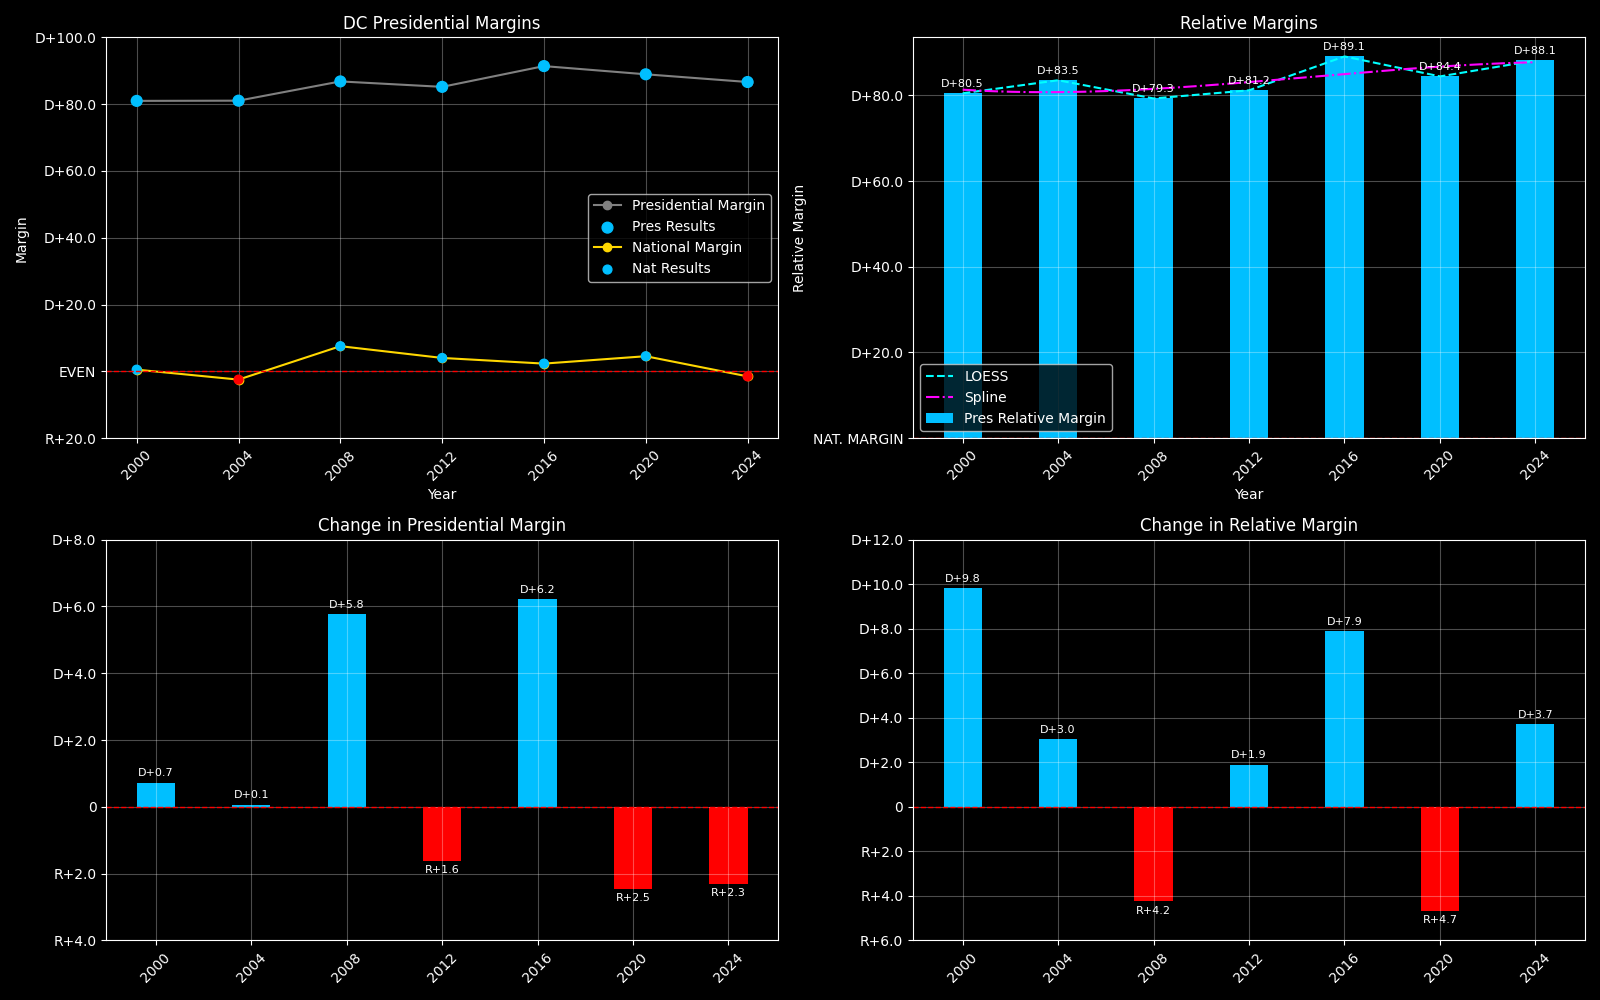 DC Presidential Margins
D+100.0
D+80.0
D+60.0
D+40.0
D+20.0
EVEN
R+20.0
Margin
Presidential Margin
Pres Results
National Margin
Nat Results
2000
2004
2008
2012
2016
2020
2024
Year
Relative Margins
D+80.0
D+60.0
D+40.0
D+20.0
NAT. MARGIN
Relative Margin
D+80.5
D+83.5
D+79.3
D+81.2
D+89.1
D+84.4
D+88.1
LOESS
Spline
Pres Relative Margin
2000
2004
2008
2012
2016
2020
2024
Year
Change in Presidential Margin
D+8.0
D+6.0
D+4.0
D+2.0
0
R+2.0
R+4.0
D+0.7
D+0.1
D+5.8
R+1.6
D+6.2
R+2.5
R+2.3
2000
2004
2008
2012
2016
2020
2024
Change in Relative Margin
D+12.0
D+10.0
D+8.0
D+6.0
D+4.0
D+2.0
0
R+2.0
R+4.0
R+6.0
D+9.8
D+3.0
R+4.2
D+1.9
D+7.9
R+4.7
D+3.7
2000
2004
2008
2012
2016
2020
2024